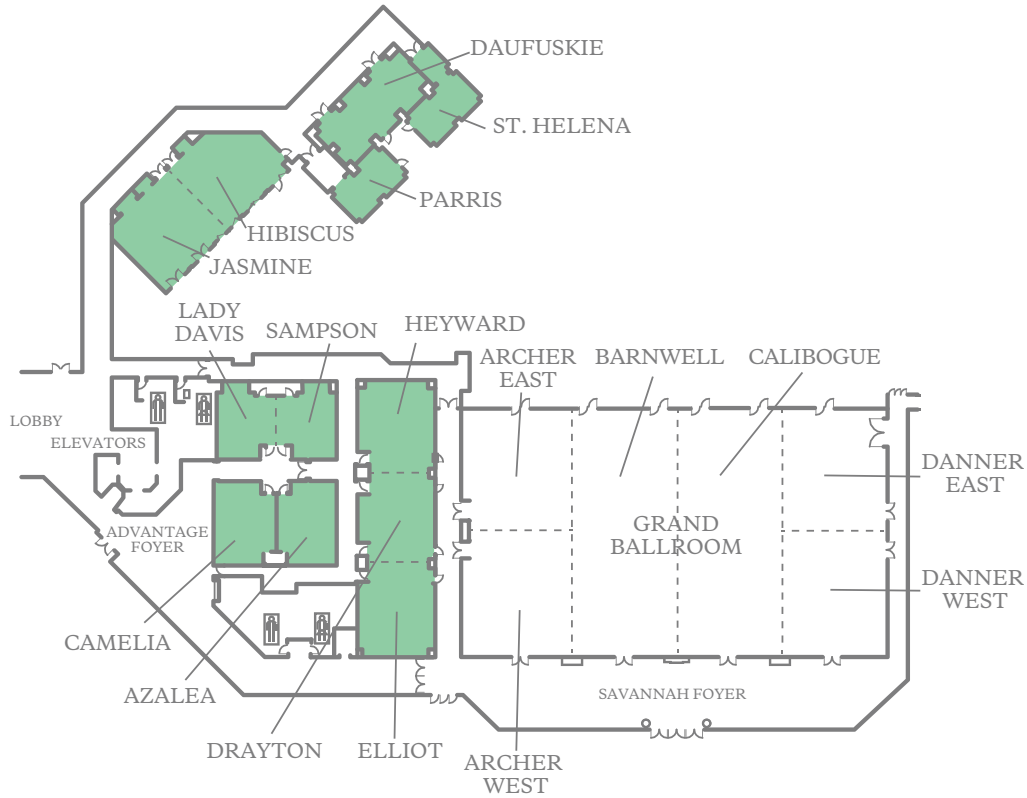 DAUFUSKIE
ST. HELENA
PARRIS
HIBISCUS
JASMINE
LADY
DAVIS
SAMPSON
HEYWARD
ARCHER
EAST
BARNWELL
CALIBOGUE
LOBBY
ELEVATORS
DANNER
EAST
ADVANTAGE
FOYER
GRAND
BALLROOM
DANNER
WEST
CAMELIA
AZALEA
SAVANNAH FOYER
DRAYTON
ELLIOT
ARCHER
WEST